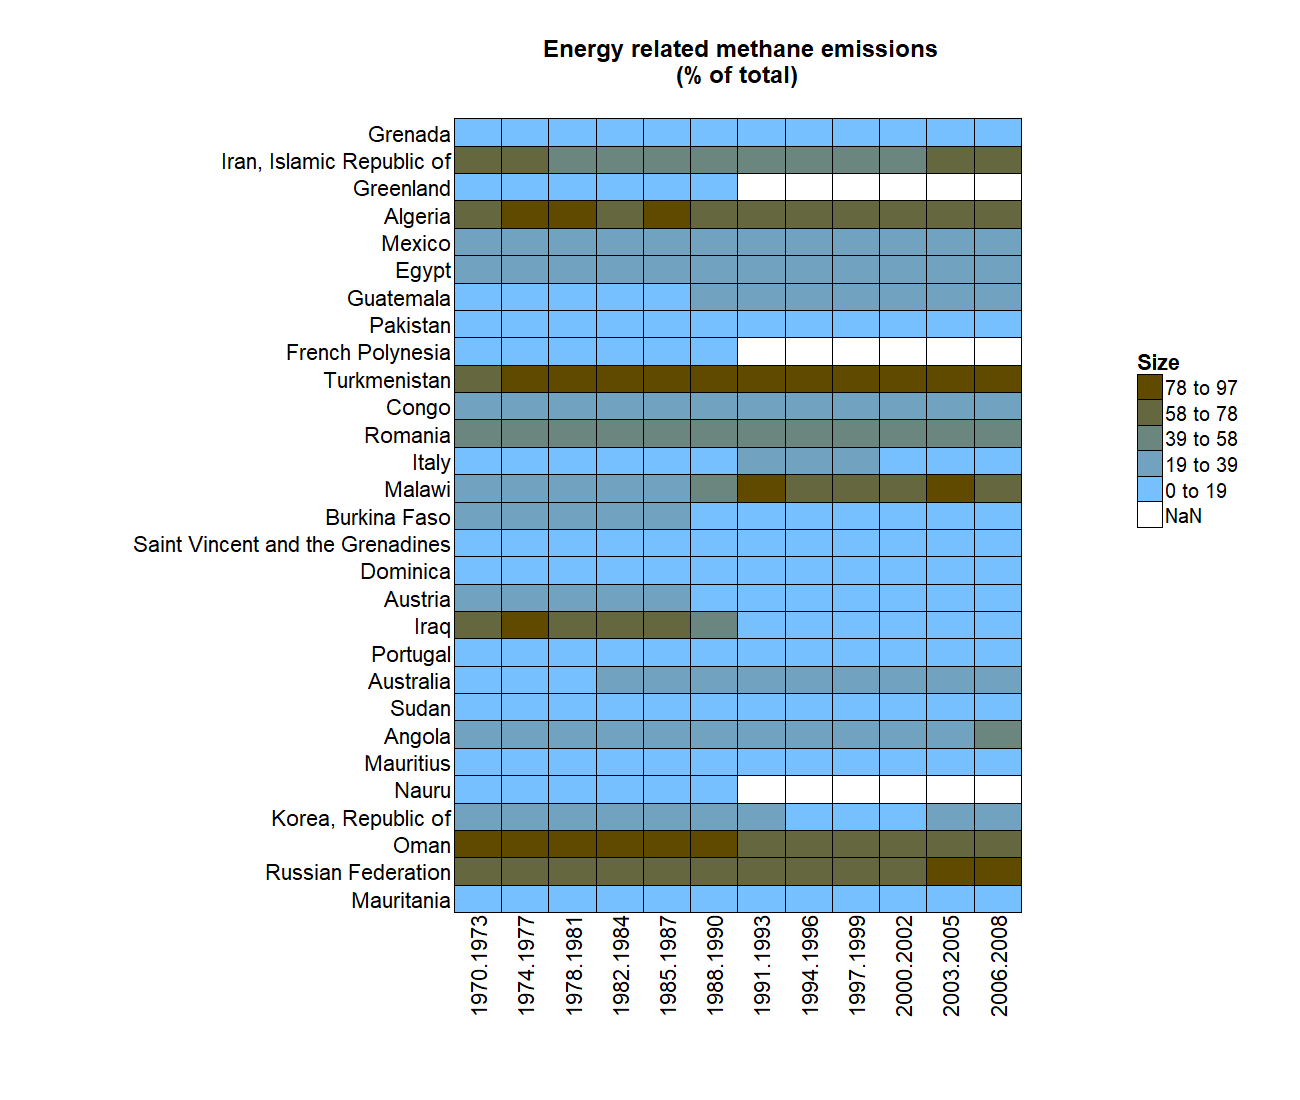 Energy related methane emissions
(% of total)
Grenada
Iran, Islamic Republic of
Greenland
Algeria
Mexico
Egypt
Guatemala
Pakistan
French Polynesia
Turkmenistan
Congo
Romania
Italy
Malawi
Burkina Faso
Saint Vincent and the Grenadines
Dominica
Austria
Iraq
Portugal
Australia
Sudan
Angola
Mauritius
Nauru
Korea, Republic of
Oman
Russian Federation
Mauritania
1970.1973
1974.1977
1978.1981
1982.1984
1985.1987
1988.1990
1991.1993
1994.1996
1997.1999
2000.2002
2003.2005
2006.2008
Size
78 to 97
58 to 78
39 to 58
19 to 39
0 to 19
NaN